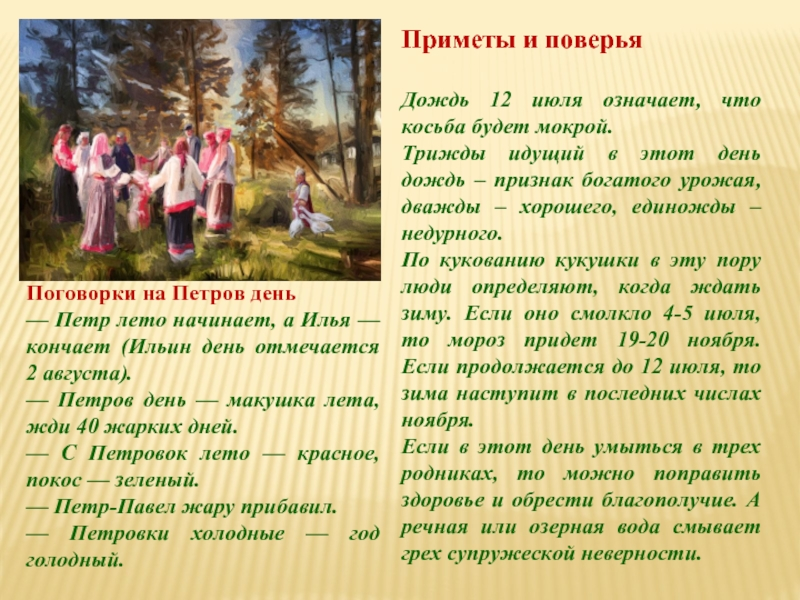 Поговорки на Петров день
— Петр лето начинает, а Илья —
кончает (Ильин день отмечается
2 августа).
— Петров день — макушка лета,
жди 40 жарких дней.
— С Петровок лето — красное,
покос — зеленый.
— Петр-Павел жару прибавил.
— Петровки холодные — год
голодный.
Приметы и поверья
Дождь 12 июля означает, что
косьба будет мокрой.
Трижды идущий в этот день
дождь – признак богатого урожая,
дважды – хорошего, единожды –
недурного.
По кукованию кукушки в эту пору
люди определяют, когда ждать
зиму. Если оно смолкло 4-5 июля,
то мороз придет 19-20 ноября.
Если продолжается до 12 июля, то
зима наступит в последних числах
ноября.
Если в этот день умыться в трех
родниках, то можно поправить
здоровье и обрести благополучие. А
речная или озерная вода смывает
грех супружеской неверности.